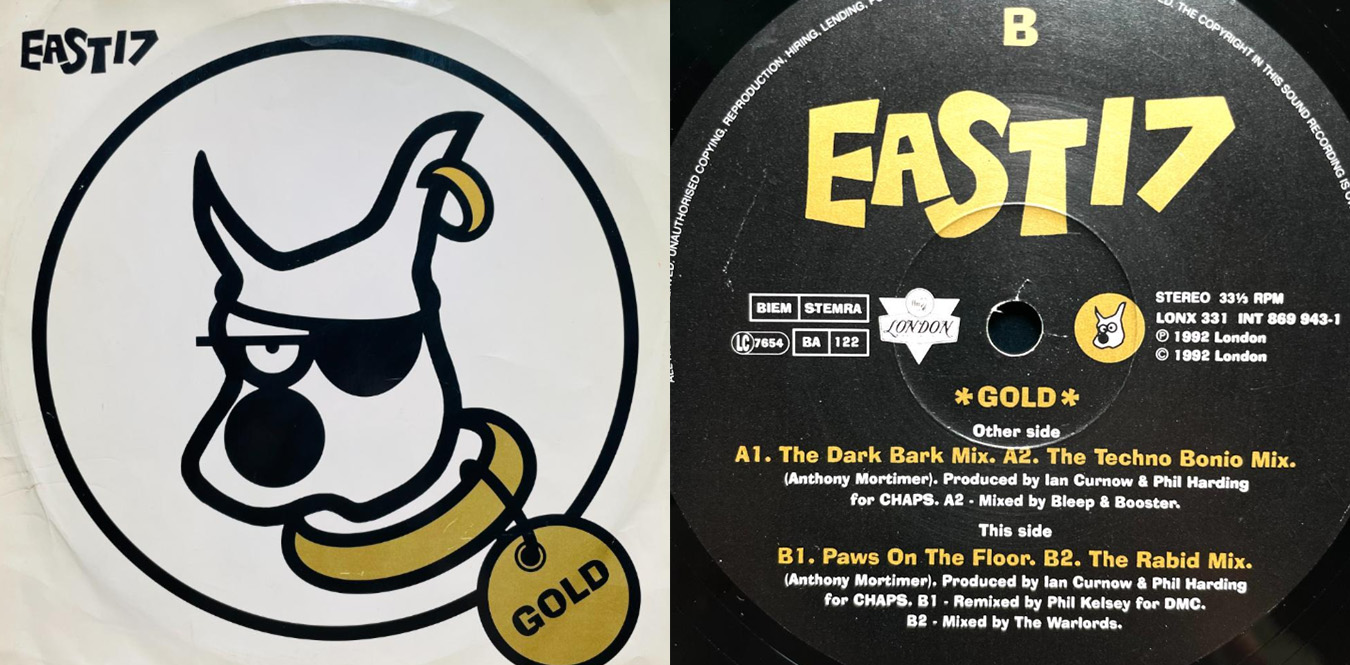 EAST 17
GOLD
UNAUTHORISED COPYING, REPRODUCTION, HIRING, LENDING,
THE COPYRIGHT IN THIS SOUND RECORDING IS
B
EAST 17
BIEM STEMRA
LC 7654 BA 122
LONDON
STEREO 33⅓ RPM
LONX 331 INT 869 943-1
℗ 1992 London
© 1992 London
*GOLD*
Other side
A1. The Dark Bark Mix. A2. The Techno Bonio Mix.
(Anthony Mortimer). Produced by Ian Curnow & Phil Harding
for CHAPS. A2 - Mixed by Bleep & Booster.
This side
B1. Paws On The Floor. B2. The Rabid Mix.
(Anthony Mortimer). Produced by Ian Curnow & Phil Harding
for CHAPS. B1 - Remixed by Phil Kelsey for DMC.
B2 - Mixed by The Warlords.